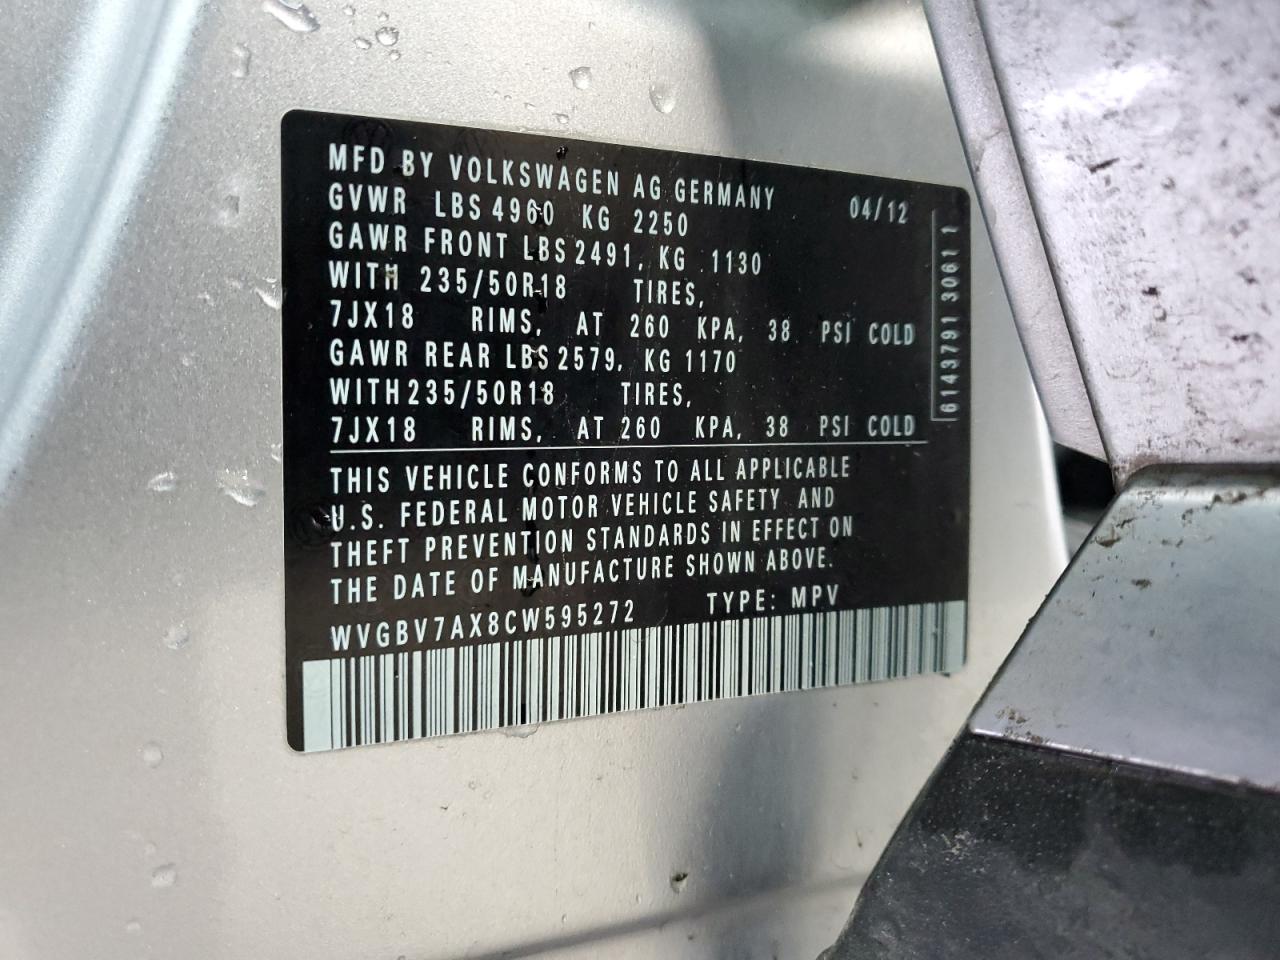 MFD BY VOLKSWAGEN AG GERMANY 04/12
GVWR LBS 4960 KG 2250
GAWR FRONT LBS 2491, KG 1130
WITH 235/50R18 TIRES,
7JX18 RIMS, AT 260 KPA, 38 PSI COLD
GAWR REAR LBS 2579, KG 1170
WITH 235/50R18 TIRES,
7JX18 RIMS, AT 260 KPA, 38 PSI COLD
THIS VEHICLE CONFORMS TO ALL APPLICABLE
U.S. FEDERAL MOTOR VEHICLE SAFETY AND
THEFT PREVENTION STANDARDS IN EFFECT ON
THE DATE OF MANUFACTURE SHOWN ABOVE.
WVGBV7AX8CW595272 TYPE: MPV
6143791 3061 1